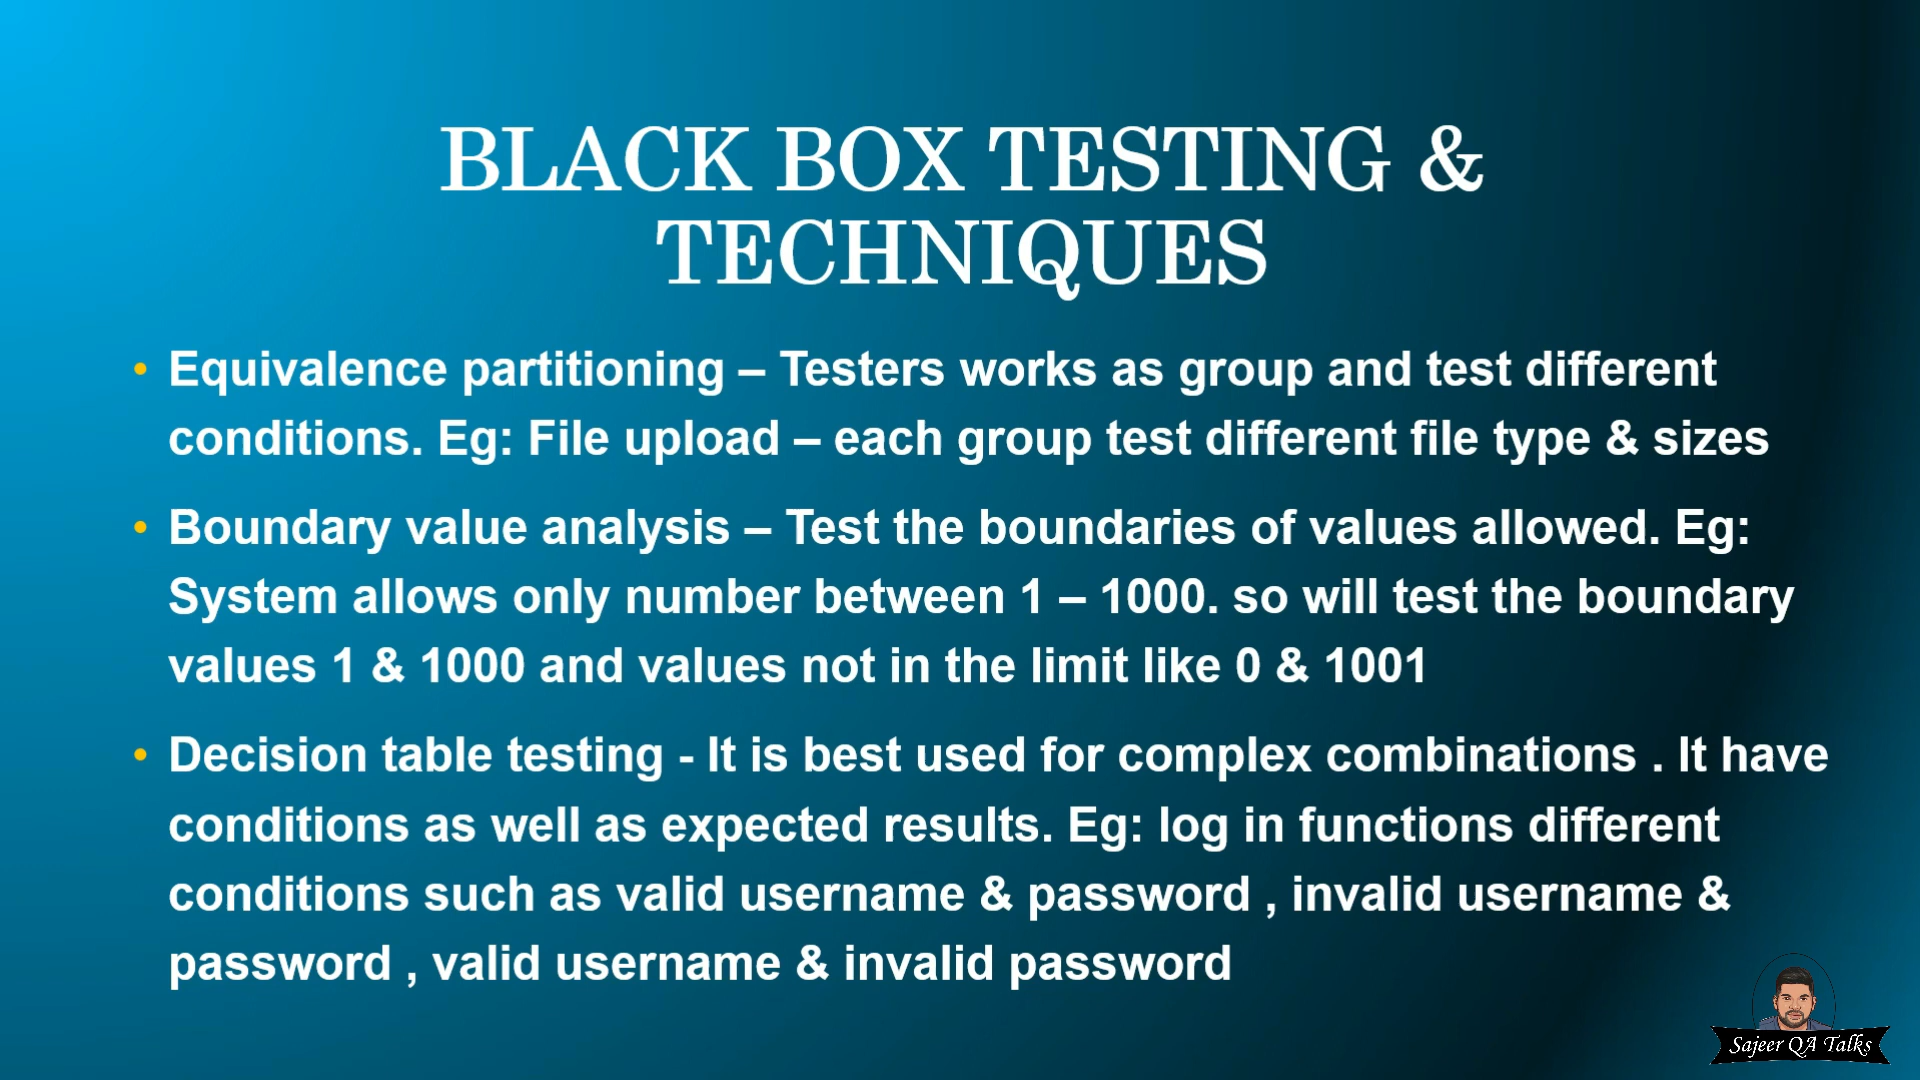 BLACK BOX TESTING &
TECHNIQUES
• Equivalence partitioning – Testers works as group and test different
conditions. Eg: File upload – each group test different file type & sizes
• Boundary value analysis – Test the boundaries of values allowed. Eg:
System allows only number between 1 – 1000. so will test the boundary
values 1 & 1000 and values not in the limit like 0 & 1001
• Decision table testing - It is best used for complex combinations . It have
conditions as well as expected results. Eg: log in functions different
conditions such as valid username & password , invalid username &
password , valid username & invalid password
Sajeer QA Talks